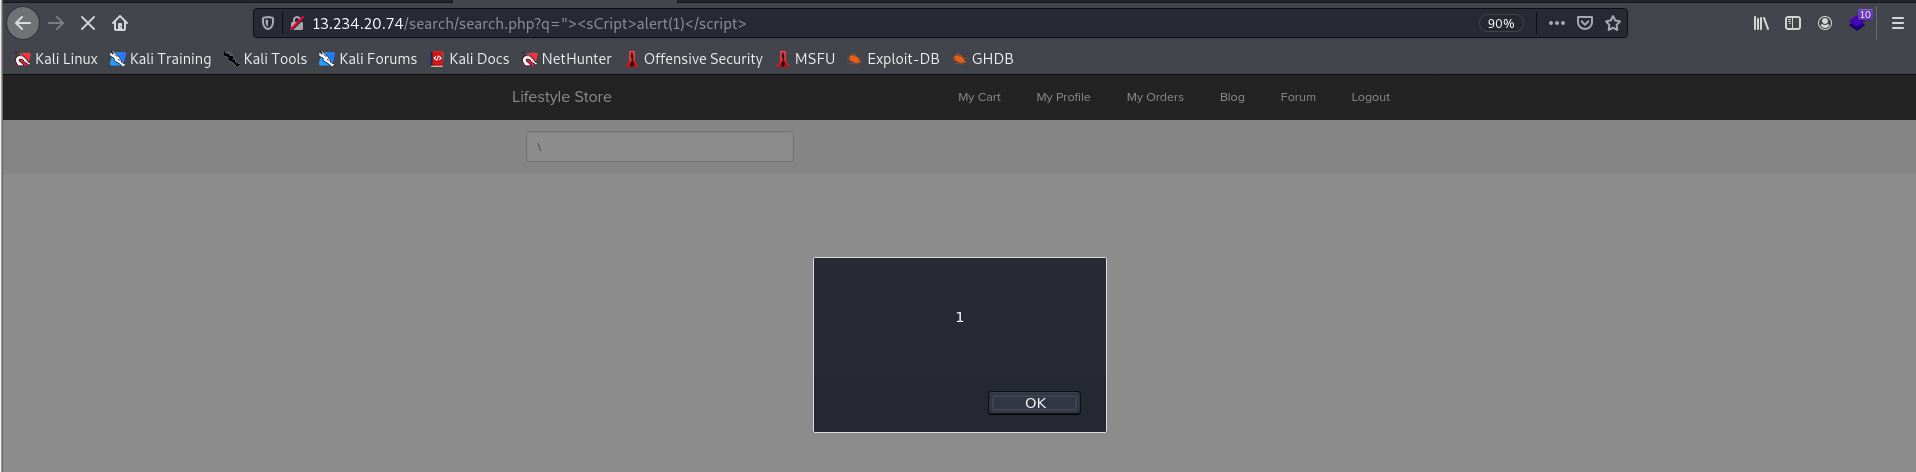 13.234.20.74/search/search.php?q="><sCript>alert(1)</script>
90%
10
Kali Linux Kali Training Kali Tools Kali Forums Kali Docs NetHunter Offensive Security MSFU Exploit-DB GHDB
Lifestyle Store My Cart My Profile My Orders Blog Forum Logout
\
1
OK